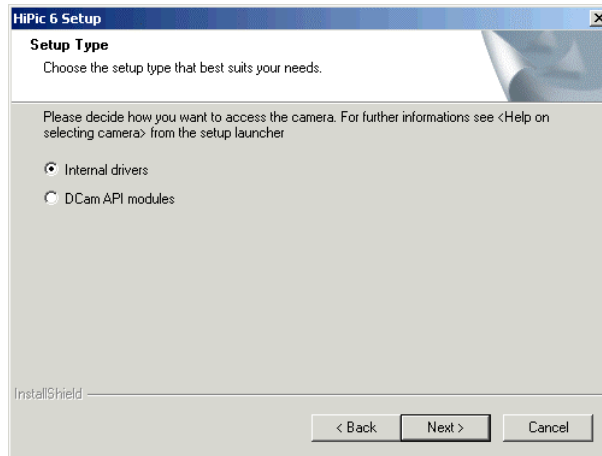 HiPic 6 Setup
Setup Type
Choose the setup type that best suits your needs.
Please decide how you want to access the camera. For further informations see <Help on
selecting camera> from the setup launcher
Internal drivers
DCam API modules
InstallShield
< Back
Next >
Cancel